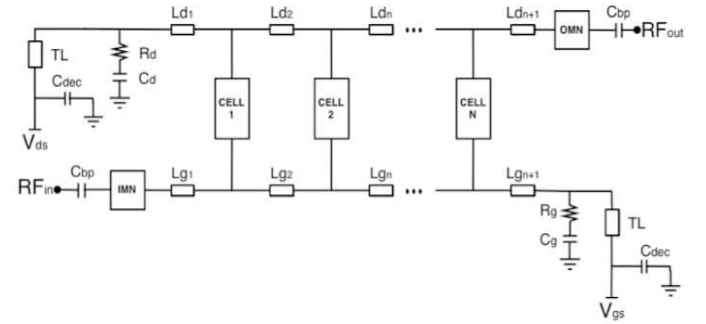 Ld1 Ld2 Ldn ... Ldn+1 OMN Cbp RFout
TL Rd Cd
Cdec
Vds
CELL 1
CELL 2
CELL N
RFin Cbp IMN Lg1 Lg2 Lgn ... Lgn+1
Rg Cg TL
Cdec
Vgs